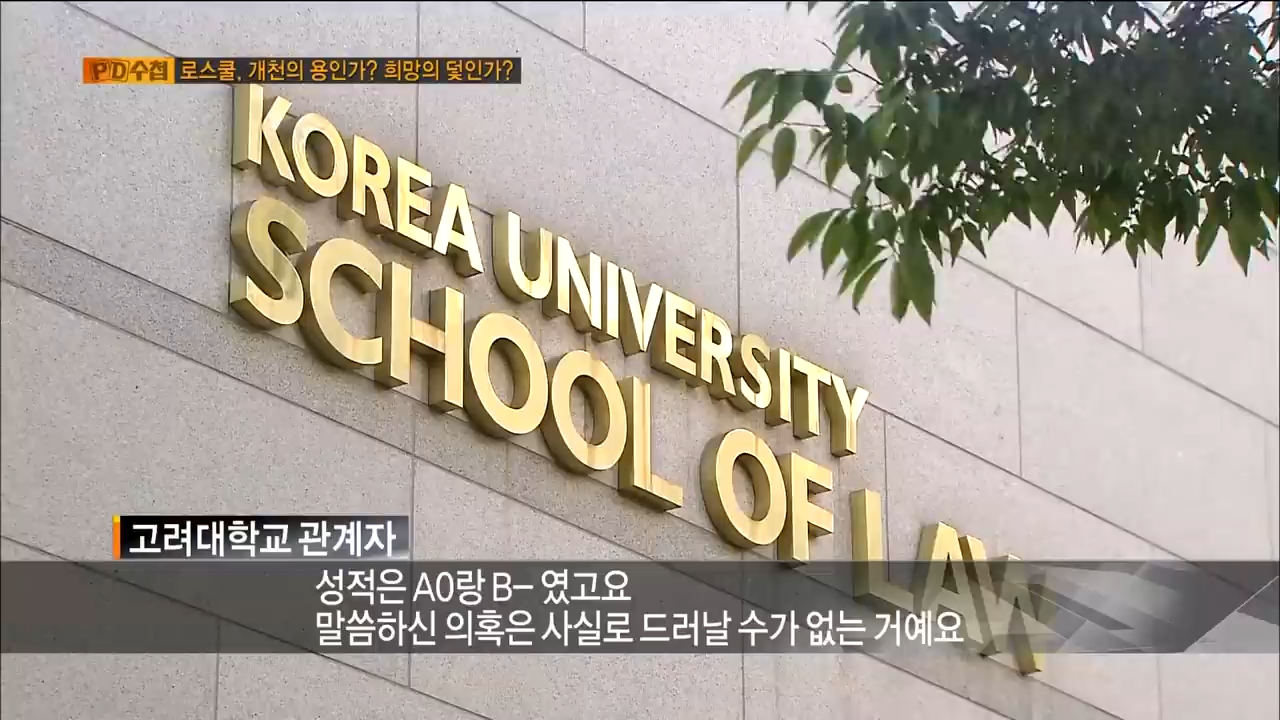 PD수첩 로스쿨, 개천의 용인가? 희망의 덫인가?
KOREA UNIVERSITY
SCHOOL OF LAW
고려대학교 관계자
성적은 A0랑 B- 였고요
말씀하신 의혹은 사실로 드러날 수가 없는 거예요